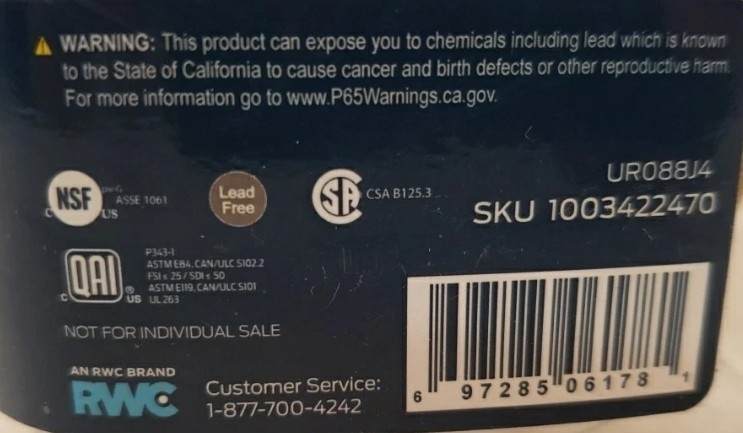 WARNING: This product can expose you to chemicals including lead which is known
to the State of California to cause cancer and birth defects or other reproductive harm.
For more information go to www.P65Warnings.ca.gov.
NSF
pw-G
ASSE 1061
C US
Lead
Free
SA
CSA B125.3
UR088J4
SKU 1003422470
QAI
®
C US
P343-1
ASTM E84, CAN/ULC S102.2
FSI ≤ 25 / SDI ≤ 50
ASTM E119, CAN/ULC S101
UL 263
NOT FOR INDIVIDUAL SALE
AN RWC BRAND
RWC
Customer Service:
1-877-700-4242
6 97285 06178 1